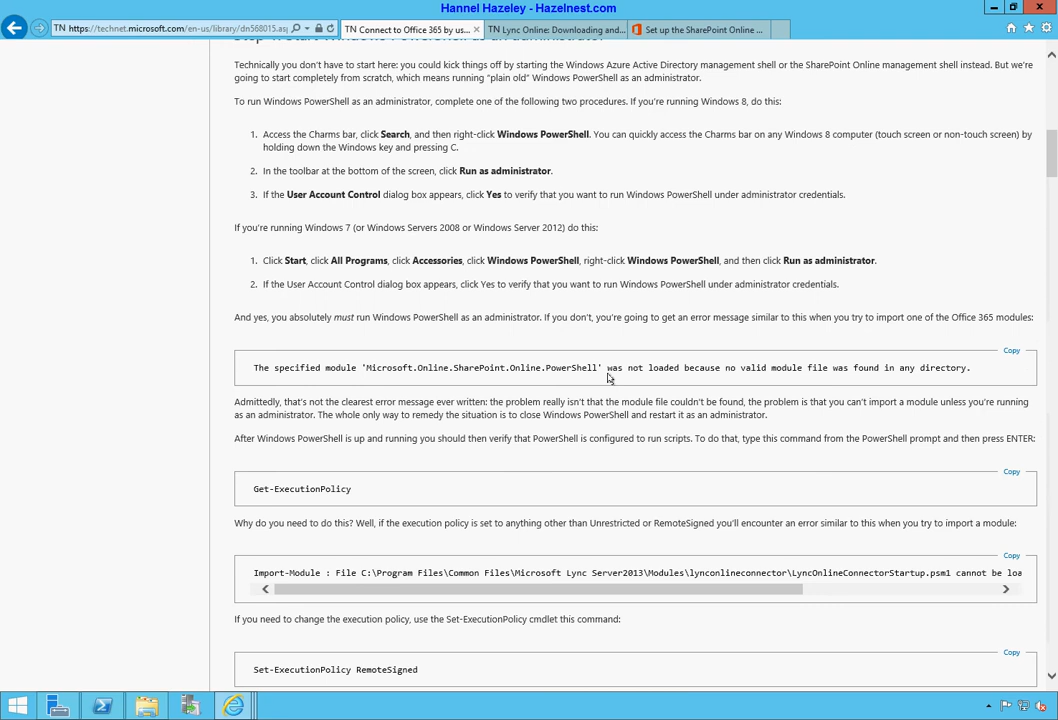 Hannel Hazeley - Hazelnest.com
https://technet.microsoft.com/en-us/library/dn568015.asp
TN Connect to Office 365 by us...
TN Lync Online: Downloading and...
Set up the SharePoint Online ...
Technically you don't have to start here: you could kick things off by starting the Windows Azure Active Directory management shell or the SharePoint Online management shell instead. But we're
going to start completely from scratch, which means running "plain old" Windows PowerShell as an administrator.
To run Windows PowerShell as an administrator, complete one of the following two procedures. If you're running Windows 8, do this:
1. Access the Charms bar, click Search, and then right-click Windows PowerShell. You can quickly access the Charms bar on any Windows 8 computer (touch screen or non-touch screen) by
holding down the Windows key and pressing C.
2. In the toolbar at the bottom of the screen, click Run as administrator.
3. If the User Account Control dialog box appears, click Yes to verify that you want to run Windows PowerShell under administrator credentials.
If you're running Windows 7 (or Windows Servers 2008 or Windows Server 2012) do this:
1. Click Start, click All Programs, click Accessories, click Windows PowerShell, right-click Windows PowerShell, and then click Run as administrator.
2. If the User Account Control dialog box appears, click Yes to verify that you want to run Windows PowerShell under administrator credentials.
And yes, you absolutely must run Windows PowerShell as an administrator. If you don't, you're going to get an error message similar to this when you try to import one of the Office 365 modules:
Copy
The specified module 'Microsoft.Online.SharePoint.Online.PowerShell' was not loaded because no valid module file was found in any directory.
Admittedly, that's not the clearest error message ever written: the problem really isn't that the module file couldn't be found, the problem is that you can't import a module unless you're running
as an administrator. The whole only way to remedy the situation is to close Windows PowerShell and restart it as an administrator.
After Windows PowerShell is up and running you should then verify that PowerShell is configured to run scripts. To do that, type this command from the PowerShell prompt and then press ENTER:
Copy
Get-ExecutionPolicy
Why do you need to do this? Well, if the execution policy is set to anything other than Unrestricted or RemoteSigned you'll encounter an error similar to this when you try to import a module:
Copy
Import-Module : File C:\Program Files\Common Files\Microsoft Lync Server2013\Modules\lynconlineconnector\LyncOnlineConnectorStartup.psm1 cannot be loa
If you need to change the execution policy, use the Set-ExecutionPolicy cmdlet this command:
Copy
Set-ExecutionPolicy RemoteSigned